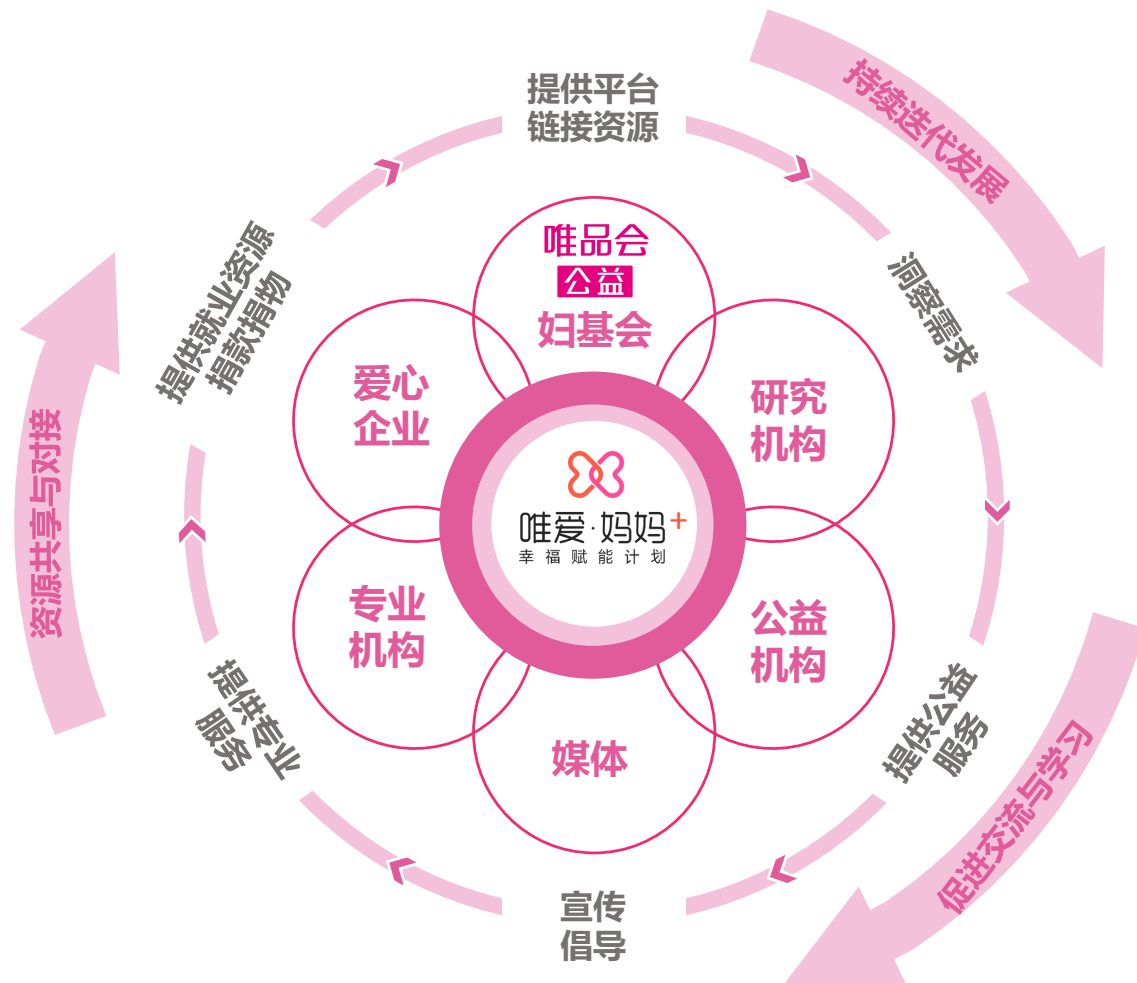 提供平台
链接资源
持续迭代发展
洞察需求
提供公益
服务
促进交流与学习
宣传
倡导
提供专业
服务
资源共享与对接
提供就业资源
捐款捐物
唯品会
公益
妇基会
研究
机构
公益
机构
媒体
专业
机构
爱心
企业
唯爱·妈妈+
幸福赋能计划